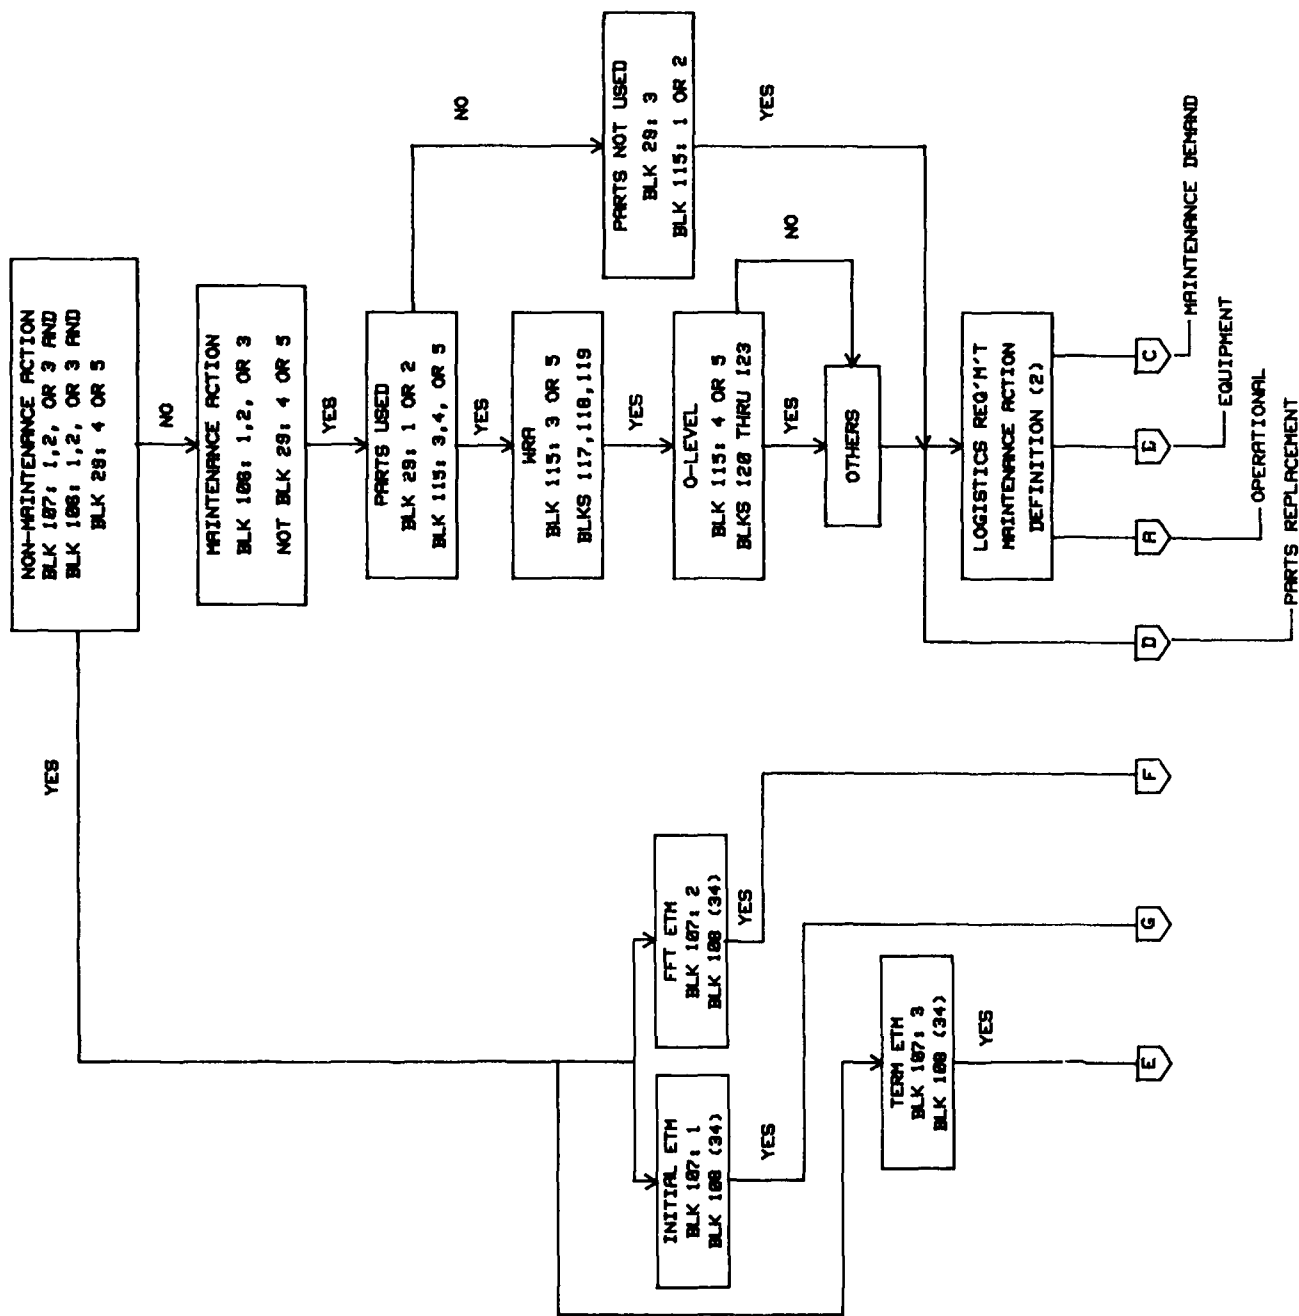 NON-MAINTENANCE ACTION
BLK 107: 1,2, OR 3 AND
BLK 106: 1,2, OR 3 AND
BLK 29: 4 OR 5
YES
NO
MAINTENANCE ACTION
BLK 106: 1,2, OR 3
NOT BLK 29: 4 OR 5
YES
PARTS USED
BLK 29: 1 OR 2
BLK 115: 3,4, OR 5
NO
YES
WRA
BLK 115: 3 OR 5
BLKS 117,118,119
YES
PARTS NOT USED
BLK 29: 3
BLK 115: 1 OR 2
YES
O-LEVEL
BLK 115: 4 OR 5
BLKS 120 THRU 123
NO
YES
OTHERS
INITIAL ETM
BLK 107: 1
BLK 108 (34)
YES
FFT ETM
BLK 107: 2
BLK 108 (34)
YES
TERM ETM
BLK 107: 3
BLK 108 (34)
YES
LOGISTICS REQ'M'T
MAINTENANCE ACTION
DEFINITION (2)
E
G
F
D
A
B
C
PARTS REPLACEMENT
OPERATIONAL
EQUIPMENT
MAINTENANCE DEMAND